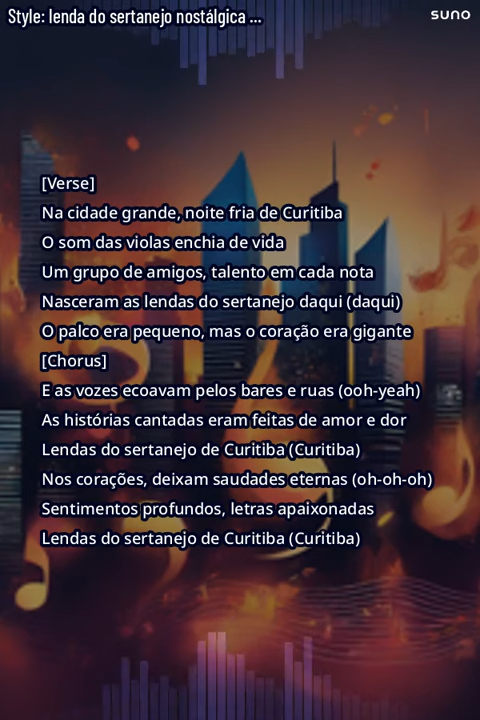 Style: lenda do sertanejo nostálgica ...
suno
[Verse]
Na cidade grande, noite fria de Curitiba
O som das violas enchia de vida
Um grupo de amigos, talento em cada nota
Nasceram as lendas do sertanejo daqui (daqui)
O palco era pequeno, mas o coração era gigante
[Chorus]
E as vozes ecoavam pelos bares e ruas (ooh-yeah)
As histórias cantadas eram feitas de amor e dor
Lendas do sertanejo de Curitiba (Curitiba)
Nos corações, deixam saudades eternas (oh-oh-oh)
Sentimentos profundos, letras apaixonadas
Lendas do sertanejo de Curitiba (Curitiba)